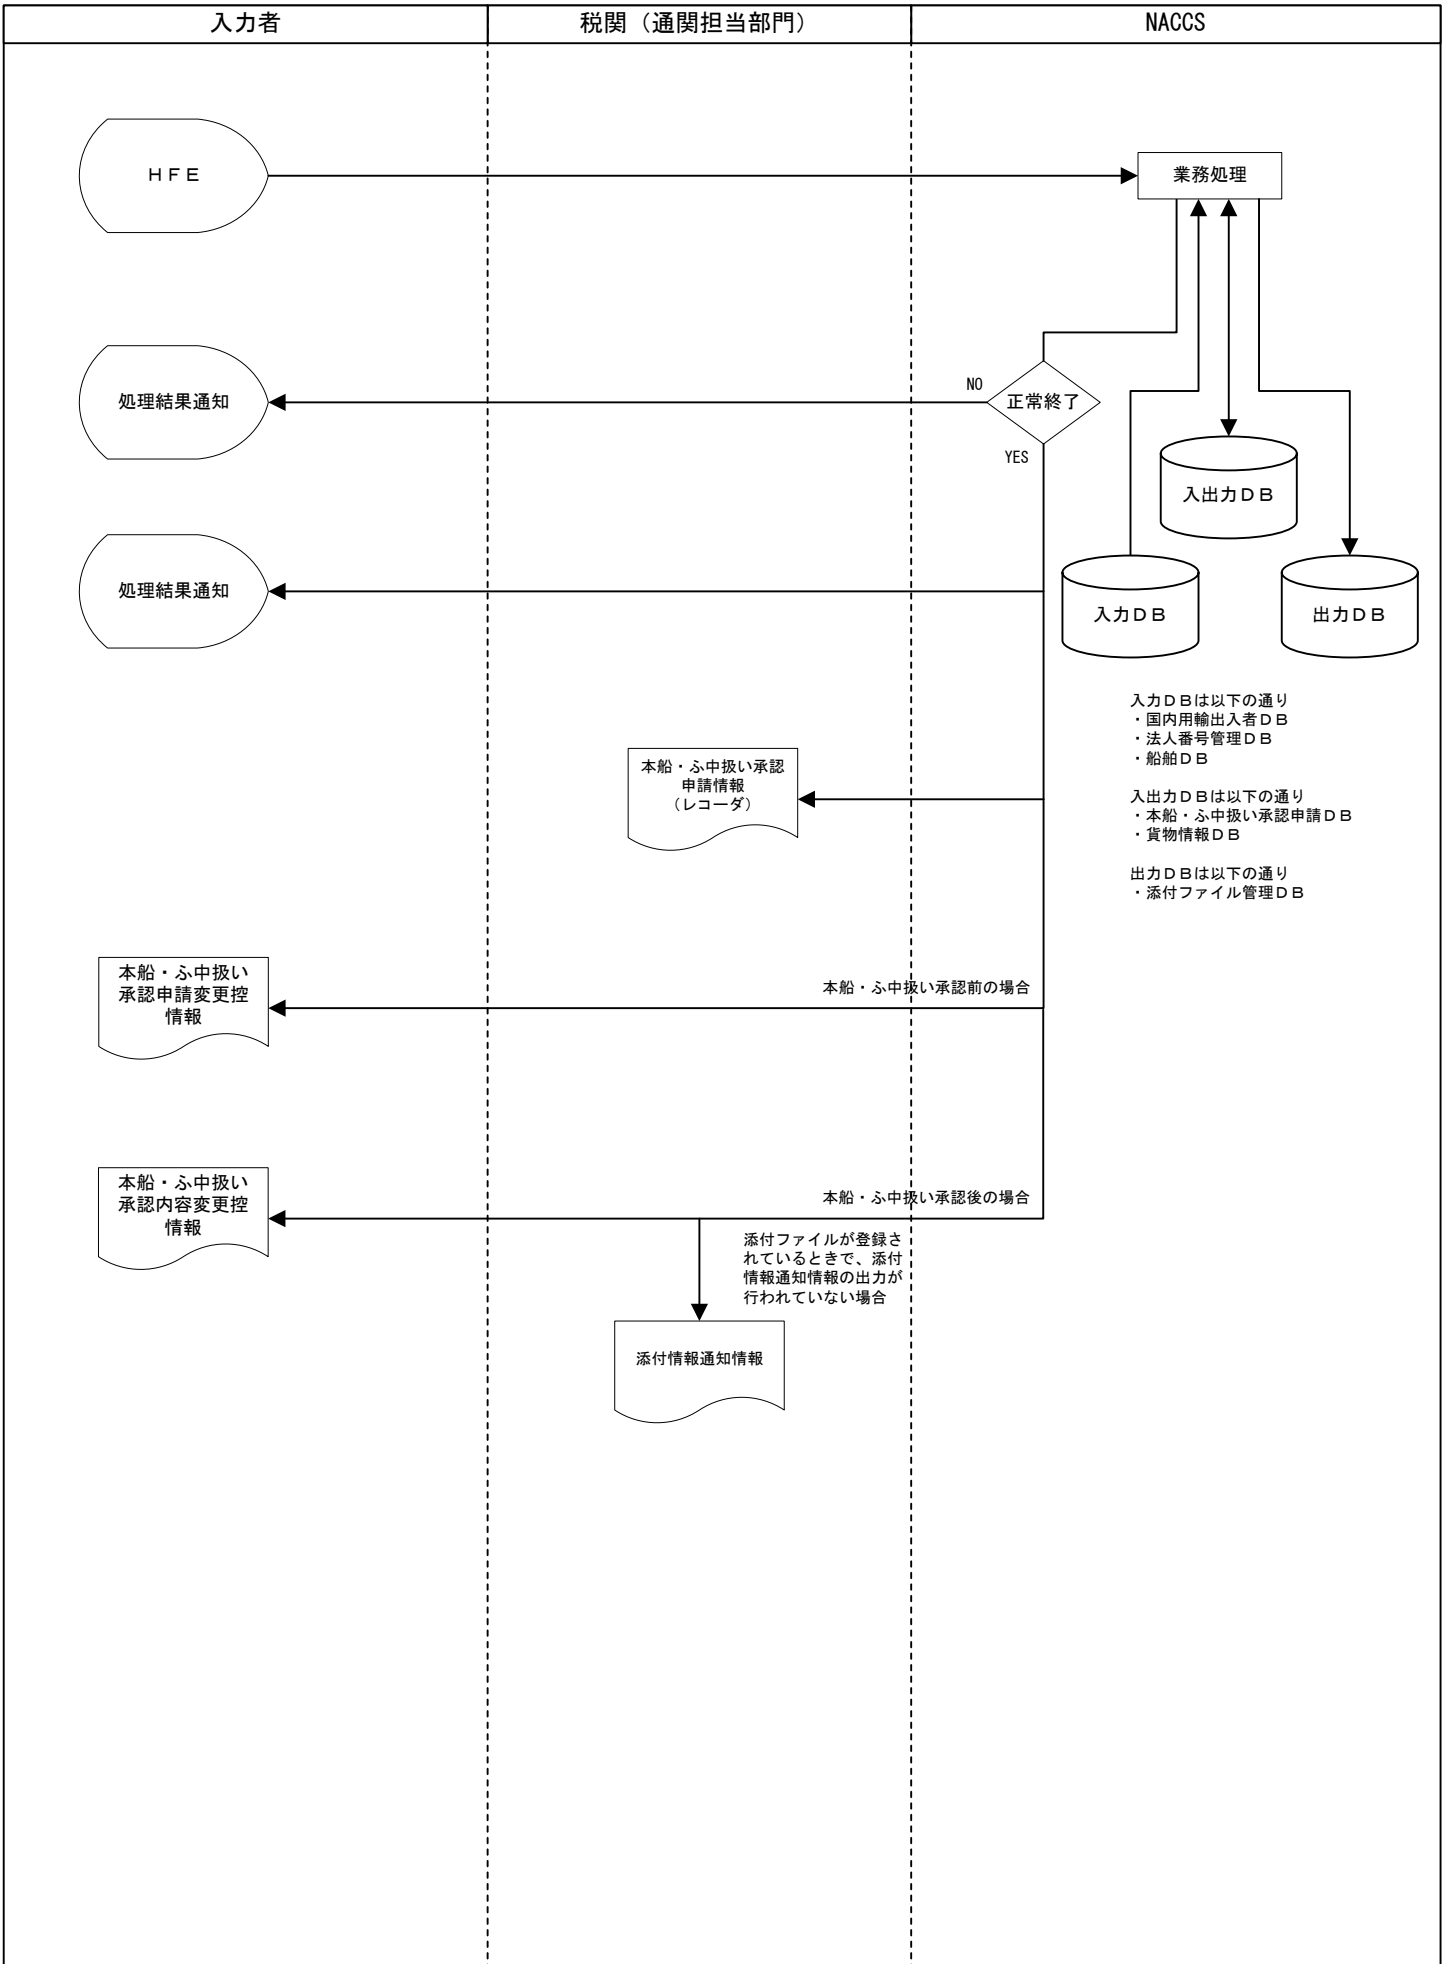 入力者
税関（通関担当部門）
NACCS
ＨＦＥ
業務処理
処理結果通知
NO
正常終了
YES
入出力ＤＢ
処理結果通知
入力ＤＢ
出力ＤＢ
入力ＤＢは以下の通り
・国内用輸出入者ＤＢ
・法人番号管理ＤＢ
・船舶ＤＢ
入出力ＤＢは以下の通り
・本船・ふ中扱い承認申請ＤＢ
・貨物情報ＤＢ
出力ＤＢは以下の通り
・添付ファイル管理ＤＢ
本船・ふ中扱い承認
申請情報
（レコーダ）
本船・ふ中扱い
承認申請変更控
情報
本船・ふ中扱い承認前の場合
本船・ふ中扱い
承認内容変更控
情報
本船・ふ中扱い承認後の場合
添付ファイルが登録さ
れているときで、添付
情報通知情報の出力が
行われていない場合
添付情報通知情報